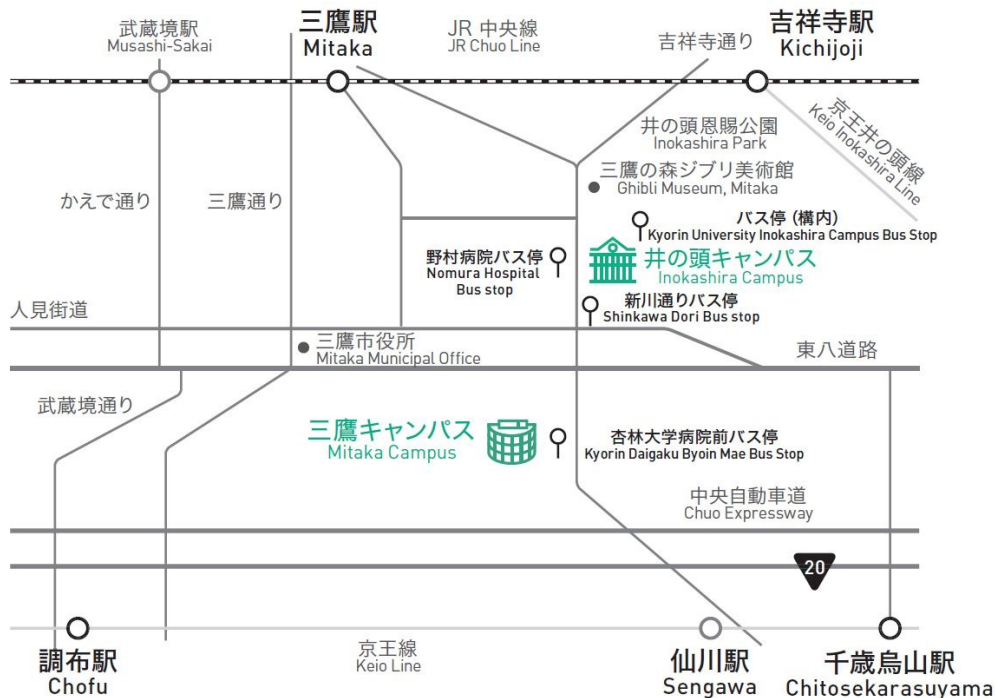 武蔵境駅
Musashi-Sakai
三鷹駅
Mitaka
JR 中央線
JR Chuo Line
吉祥寺通り
吉祥寺駅
Kichijoji
京王井の頭線
Keio Inokashira Line
井の頭恩賜公園
Inokashira Park
三鷹の森ジブリ美術館
Ghibli Museum, Mitaka
かえで通り
三鷹通り
バス停（構内）
Kyorin University Inokashira Campus Bus Stop
野村病院バス停
Nomura Hospital
Bus stop
井の頭キャンパス
Inokashira Campus
新川通りバス停
Shinkawa Dori Bus stop
人見街道
三鷹市役所
Mitaka Municipal Office
東八道路
武蔵境通り
三鷹キャンパス
Mitaka Campus
杏林大学病院前バス停
Kyorin Daigaku Byoin Mae Bus Stop
中央自動車道
Chuo Expressway
20
調布駅
Chofu
京王線
Keio Line
仙川駅
Sengawa
千歳烏山駅
Chitosekarasuyama